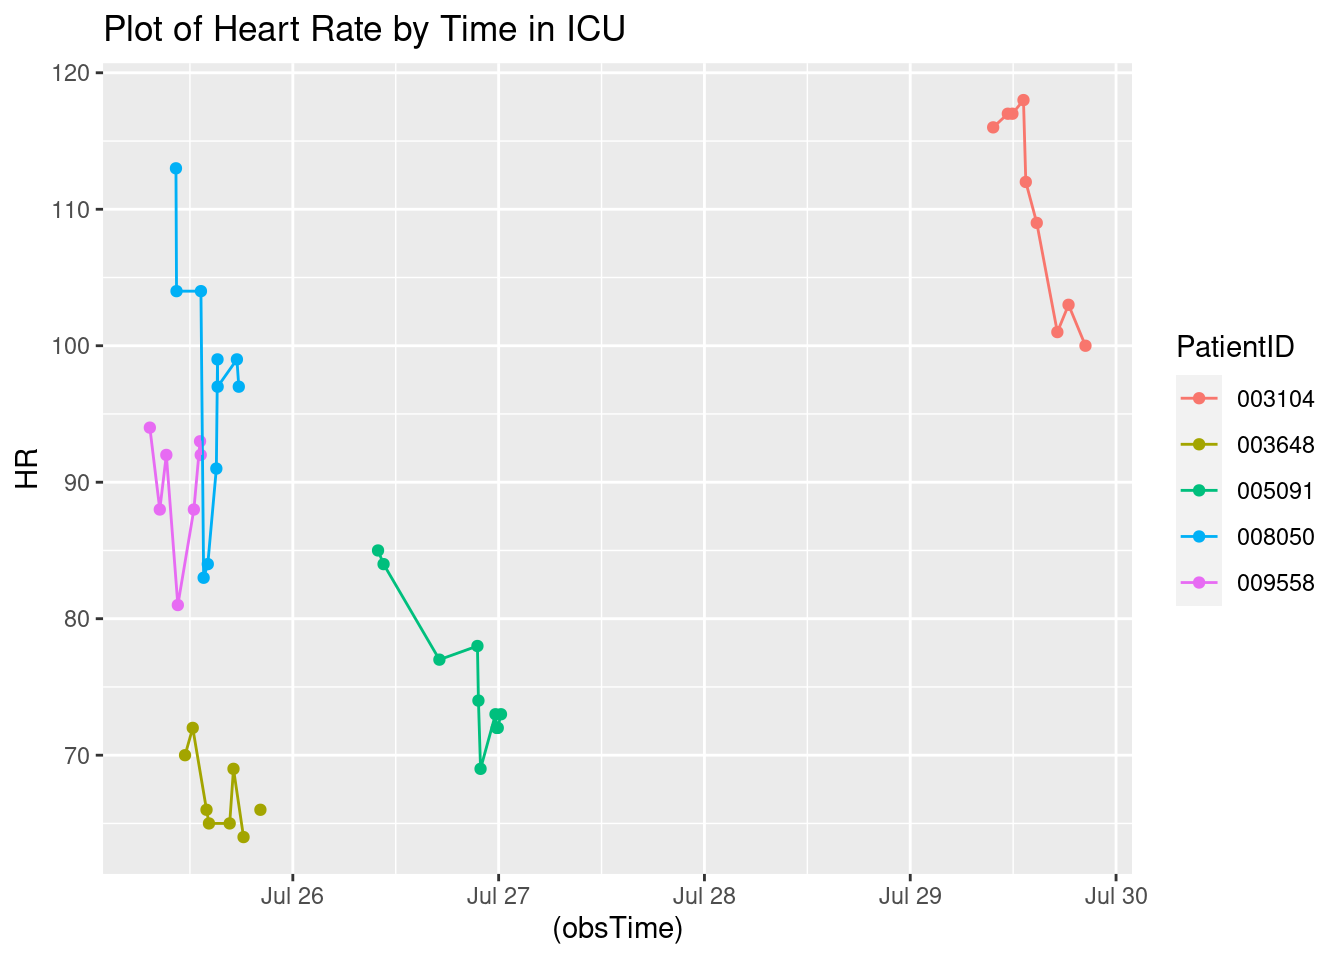 Plot of Heart Rate by Time in ICU
120
110
100
90
80
70
HR
Jul 26
Jul 27
Jul 28
Jul 29
Jul 30
(obsTime)
PatientID
003104
003648
005091
008050
009558